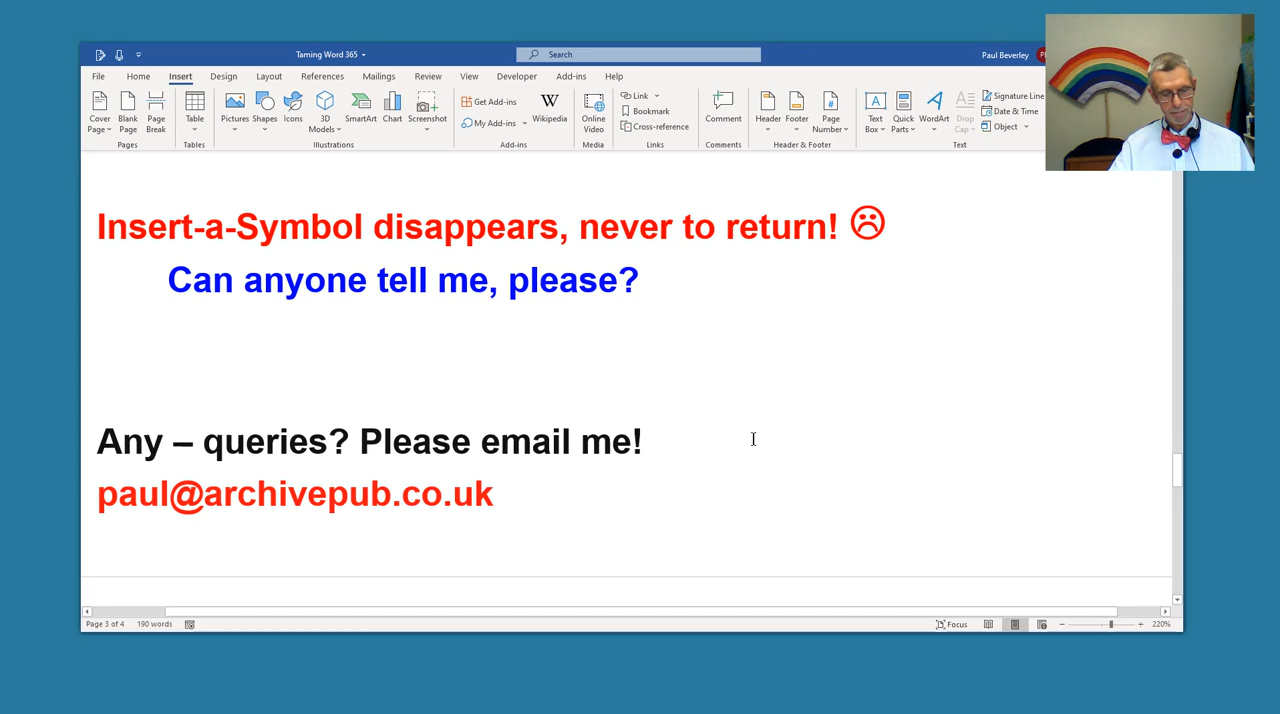 Taming Word 365
Search
Paul Beverley
File Home Insert Design Layout References Mailings Review View Developer Add-ins Help
Cover Page
Blank Page
Page Break
Pages
Table
Tables
Pictures
Shapes
Icons
3D Models
SmartArt
Chart
Screenshot
Illustrations
Get Add-ins
My Add-ins
W
Wikipedia
Add-ins
Online Video
Media
Link
Bookmark
Cross-reference
Links
Comment
Comments
Header
Footer
Page Number
Header & Footer
Text Box
Quick Parts
WordArt
Drop Cap
Signature Line
Date & Time
Object
Text
Insert-a-Symbol disappears, never to return! ☹
Can anyone tell me, please?
Any – queries? Please email me!
paul@archivepub.co.uk
Page 3 of 4 190 words
Focus
220%